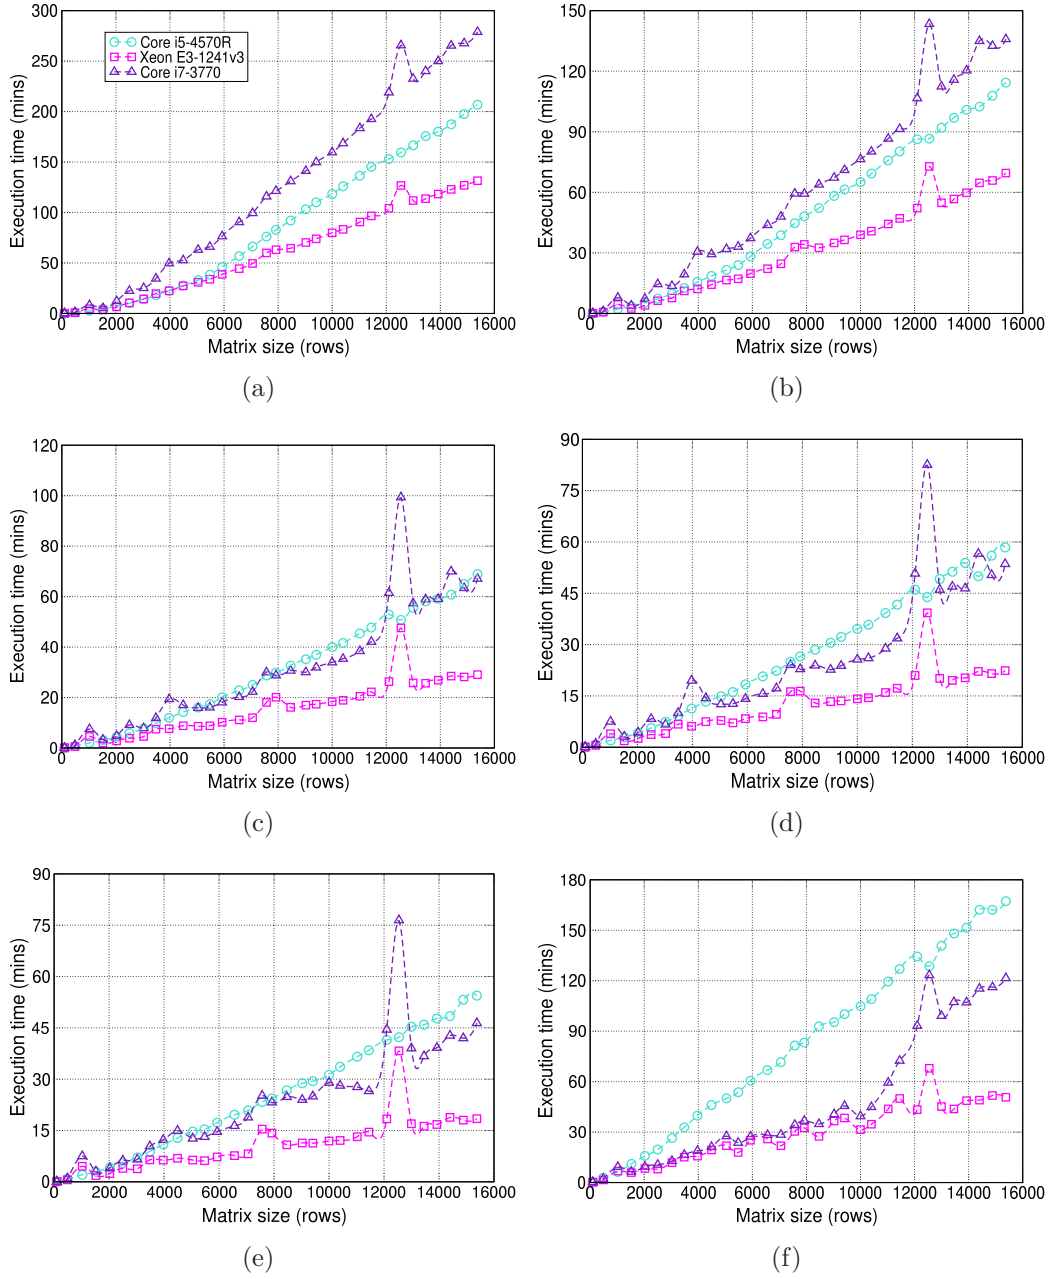 300
250
200
150
100
50
0
Execution time (mins)
Core i5-4570R
Xeon E3-1241v3
Core i7-3770
0 2000 4000 6000 8000 10000 12000 14000 16000
Matrix size (rows)
(a)
150
120
90
60
30
0
Execution time (mins)
0 2000 4000 6000 8000 10000 12000 14000 16000
Matrix size (rows)
(b)
120
100
80
60
40
20
0
Execution time (mins)
0 2000 4000 6000 8000 10000 12000 14000 16000
Matrix size (rows)
(c)
90
75
60
45
30
15
0
Execution time (mins)
0 2000 4000 6000 8000 10000 12000 14000 16000
Matrix size (rows)
(d)
90
75
60
45
30
15
0
Execution time (mins)
0 2000 4000 6000 8000 10000 12000 14000 16000
Matrix size (rows)
(e)
180
150
120
90
60
30
0
Execution time (mins)
0 2000 4000 6000 8000 10000 12000 14000 16000
Matrix size (rows)
(f)